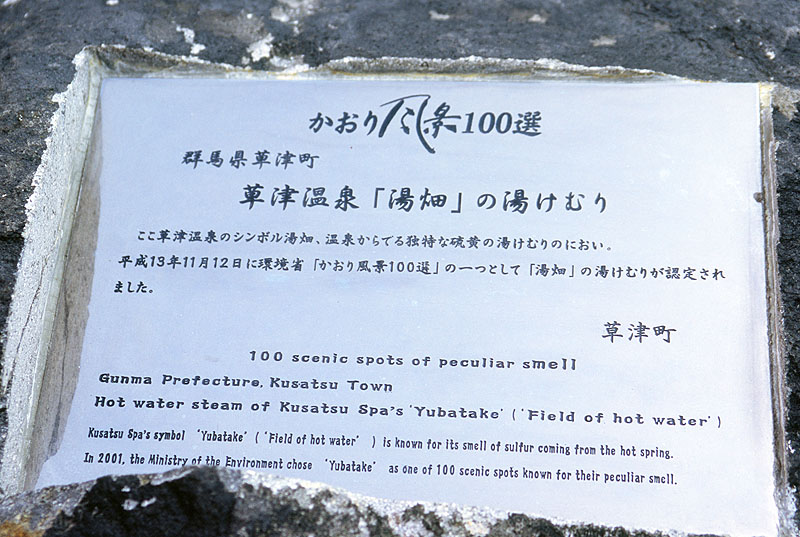 かおり風景100選
群馬県草津町
草津温泉「湯畑」の湯けむり
ここ草津温泉のシンボル湯畑、温泉からでる独特な硫黄の湯けむりのにおい。
平成13年11月12日に環境省「かおり風景100選」の一つとして「湯畑」の湯けむりが認定され
ました。
草津町
100 scenic spots of peculiar smell
Gunma Prefecture, Kusatsu Town
Hot water steam of Kusatsu Spa's 'Yubatake' ('Field of hot water')
Kusatsu Spa's symbol 'Yubatake' ('Field of hot water' ) is known for its smell of sulfur coming from the hot spring.
In 2001, the Ministry of the Environment chose 'Yubatake' as one of 100 scenic spots known for their peculiar smell.